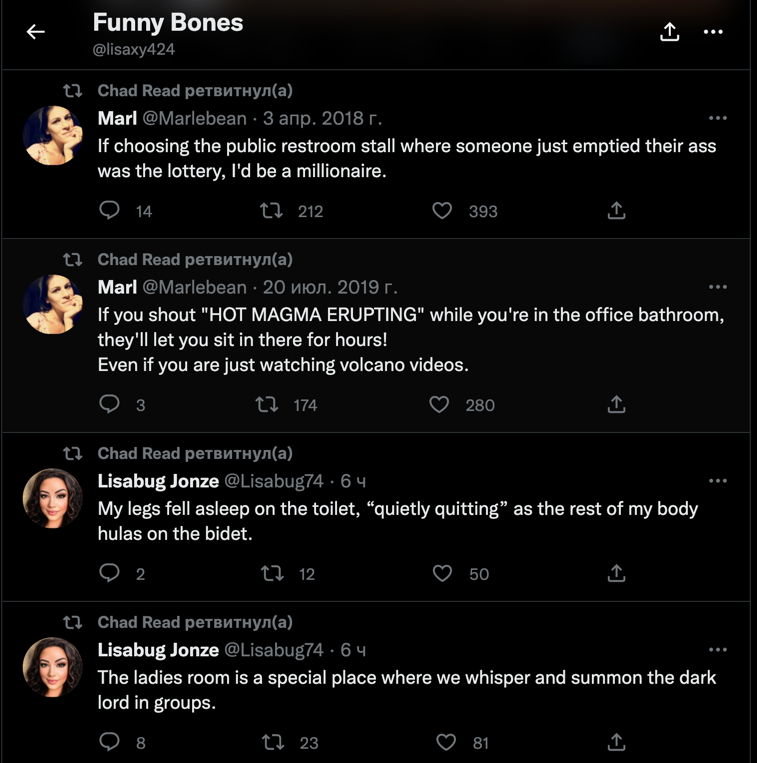 Funny Bones
@lisaxy424
Chad Read ретвитнул(а)
Marl @Marlebean · 3 апр. 2018 г.
If choosing the public restroom stall where someone just emptied their ass
was the lottery, I'd be a millionaire.
14 212 393
Chad Read ретвитнул(а)
Marl @Marlebean · 20 июл. 2019 г.
If you shout "HOT MAGMA ERUPTING" while you're in the office bathroom,
they'll let you sit in there for hours!
Even if you are just watching volcano videos.
3 174 280
Chad Read ретвитнул(а)
Lisabug Jonze @Lisabug74 · 6 ч
My legs fell asleep on the toilet, “quietly quitting” as the rest of my body
hulas on the bidet.
2 12 50
Chad Read ретвитнул(а)
Lisabug Jonze @Lisabug74 · 6 ч
The ladies room is a special place where we whisper and summon the dark
lord in groups.
8 23 81